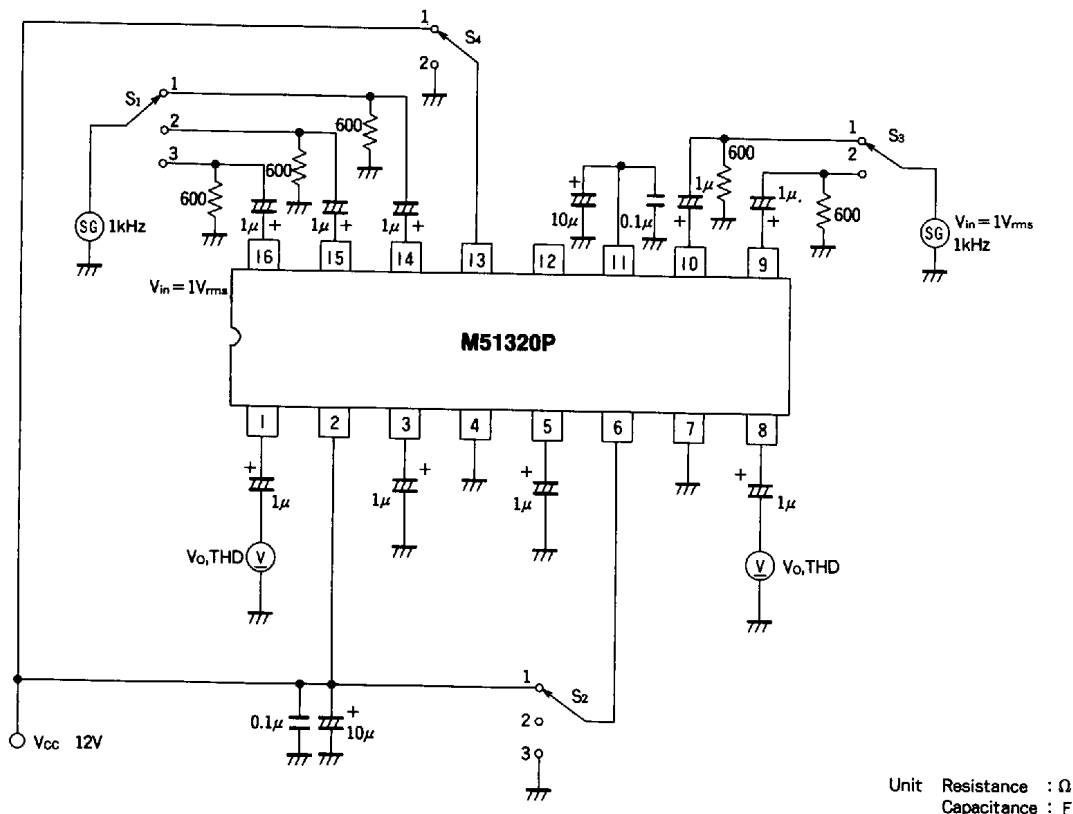 1
S4
2
1
S1
2
3
600
600
600
SG 1kHz
1μ +
1μ +
1μ +
+
10μ
0.1μ
1μ
+
600
1μ.
+
600
1
S3
2
SG
Vin=1Vrms
1kHz
16 15 14 13 12 11 10 9
Vin=1Vrms
M51320P
1 2 3 4 5 6 7 8
+
1μ
+
1μ
+
1μ
+
1μ
Vo,THD V
V Vo,THD
1
S2
2
3
0.1μ
+
10μ
Vcc 12V
Unit Resistance : Ω
Capacitance : F